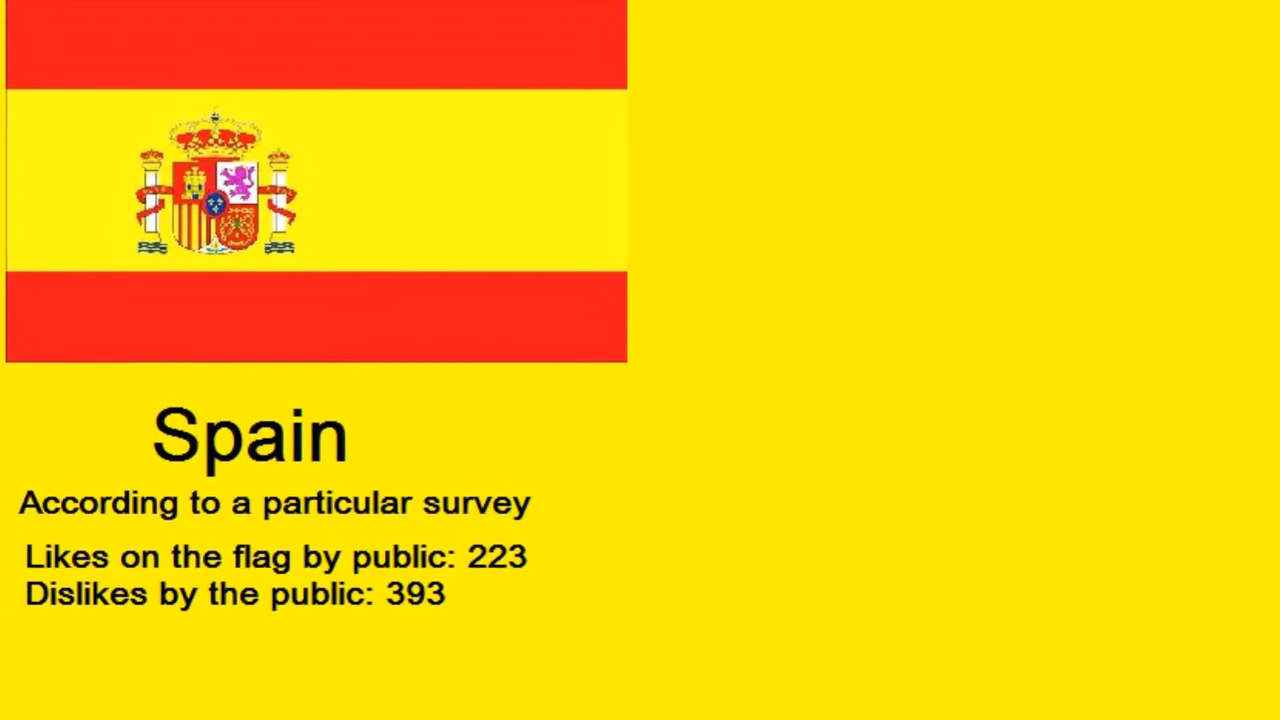 Spain
According to a particular survey
Likes on the flag by public: 223
Dislikes by the public: 393